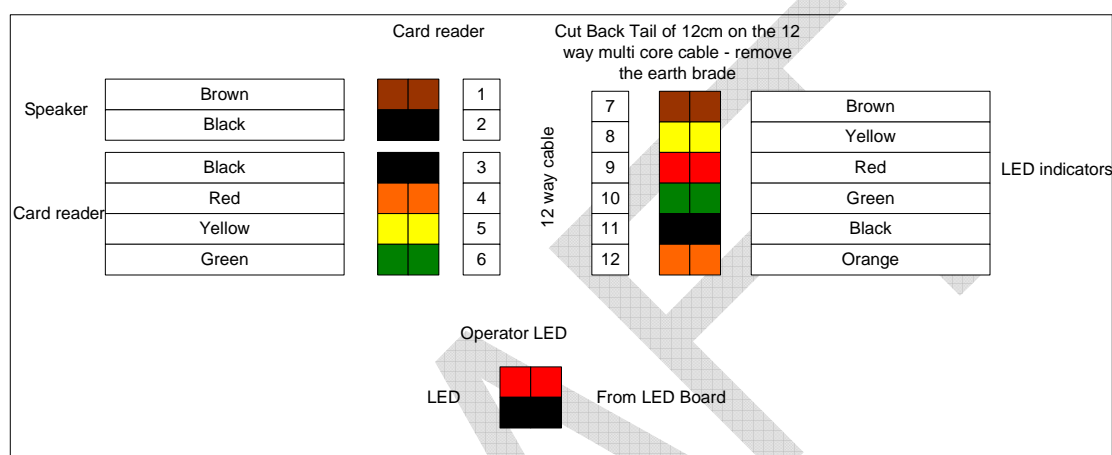 Card reader
Cut Back Tail of 12cm on the 12
way multi core cable - remove
the earth brade
Speaker
Brown
1
Black
2
Card reader
Black
3
Red
4
Yellow
5
Green
6
12 way cable
7
Brown
8
Yellow
9
Red
10
Green
11
Black
12
Orange
LED indicators
Operator LED
LED
From LED Board